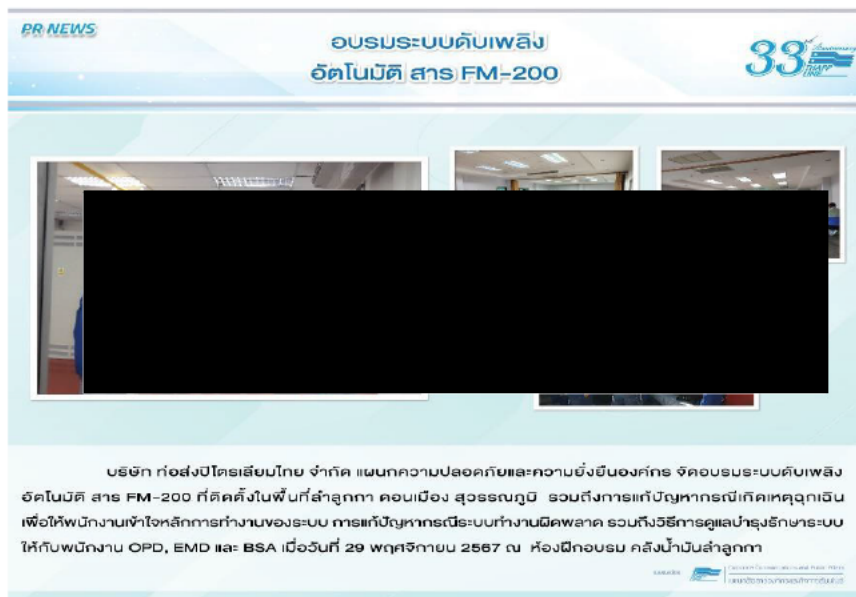 PR NEWS
อบรมระบบดับเพลิง
อัตโนมัติ สาร FM-200
33
บริษัท ท่อส่งปิโตรเลียมไทย จำกัด แผนกความปลอดภัยและความยั่งยืนองค์กร จัดอบรมระบบดับเพลิง
อัตโนมัติ สาร FM-200 ที่ติดตั้งในพื้นที่ลำลูกกา ดอนเมือง สุวรรณภูมิ รวมถึงการแก้ปัญหากรณีเกิดเหตุฉุกเฉิน
เพื่อให้พนักงานเข้าใจหลักการทำงานของระบบ การแก้ปัญหากรณีระบบทำงานผิดพลาด รวมถึงวิธีการดูแลบำรุงรักษาระบบ
ให้กับพนักงาน OPD, EMD และ BSA เมื่อวันที่ 29 พฤศจิกายน 2567 ณ ห้องฝึกอบรม คลังน้ำมันลำลูกกา